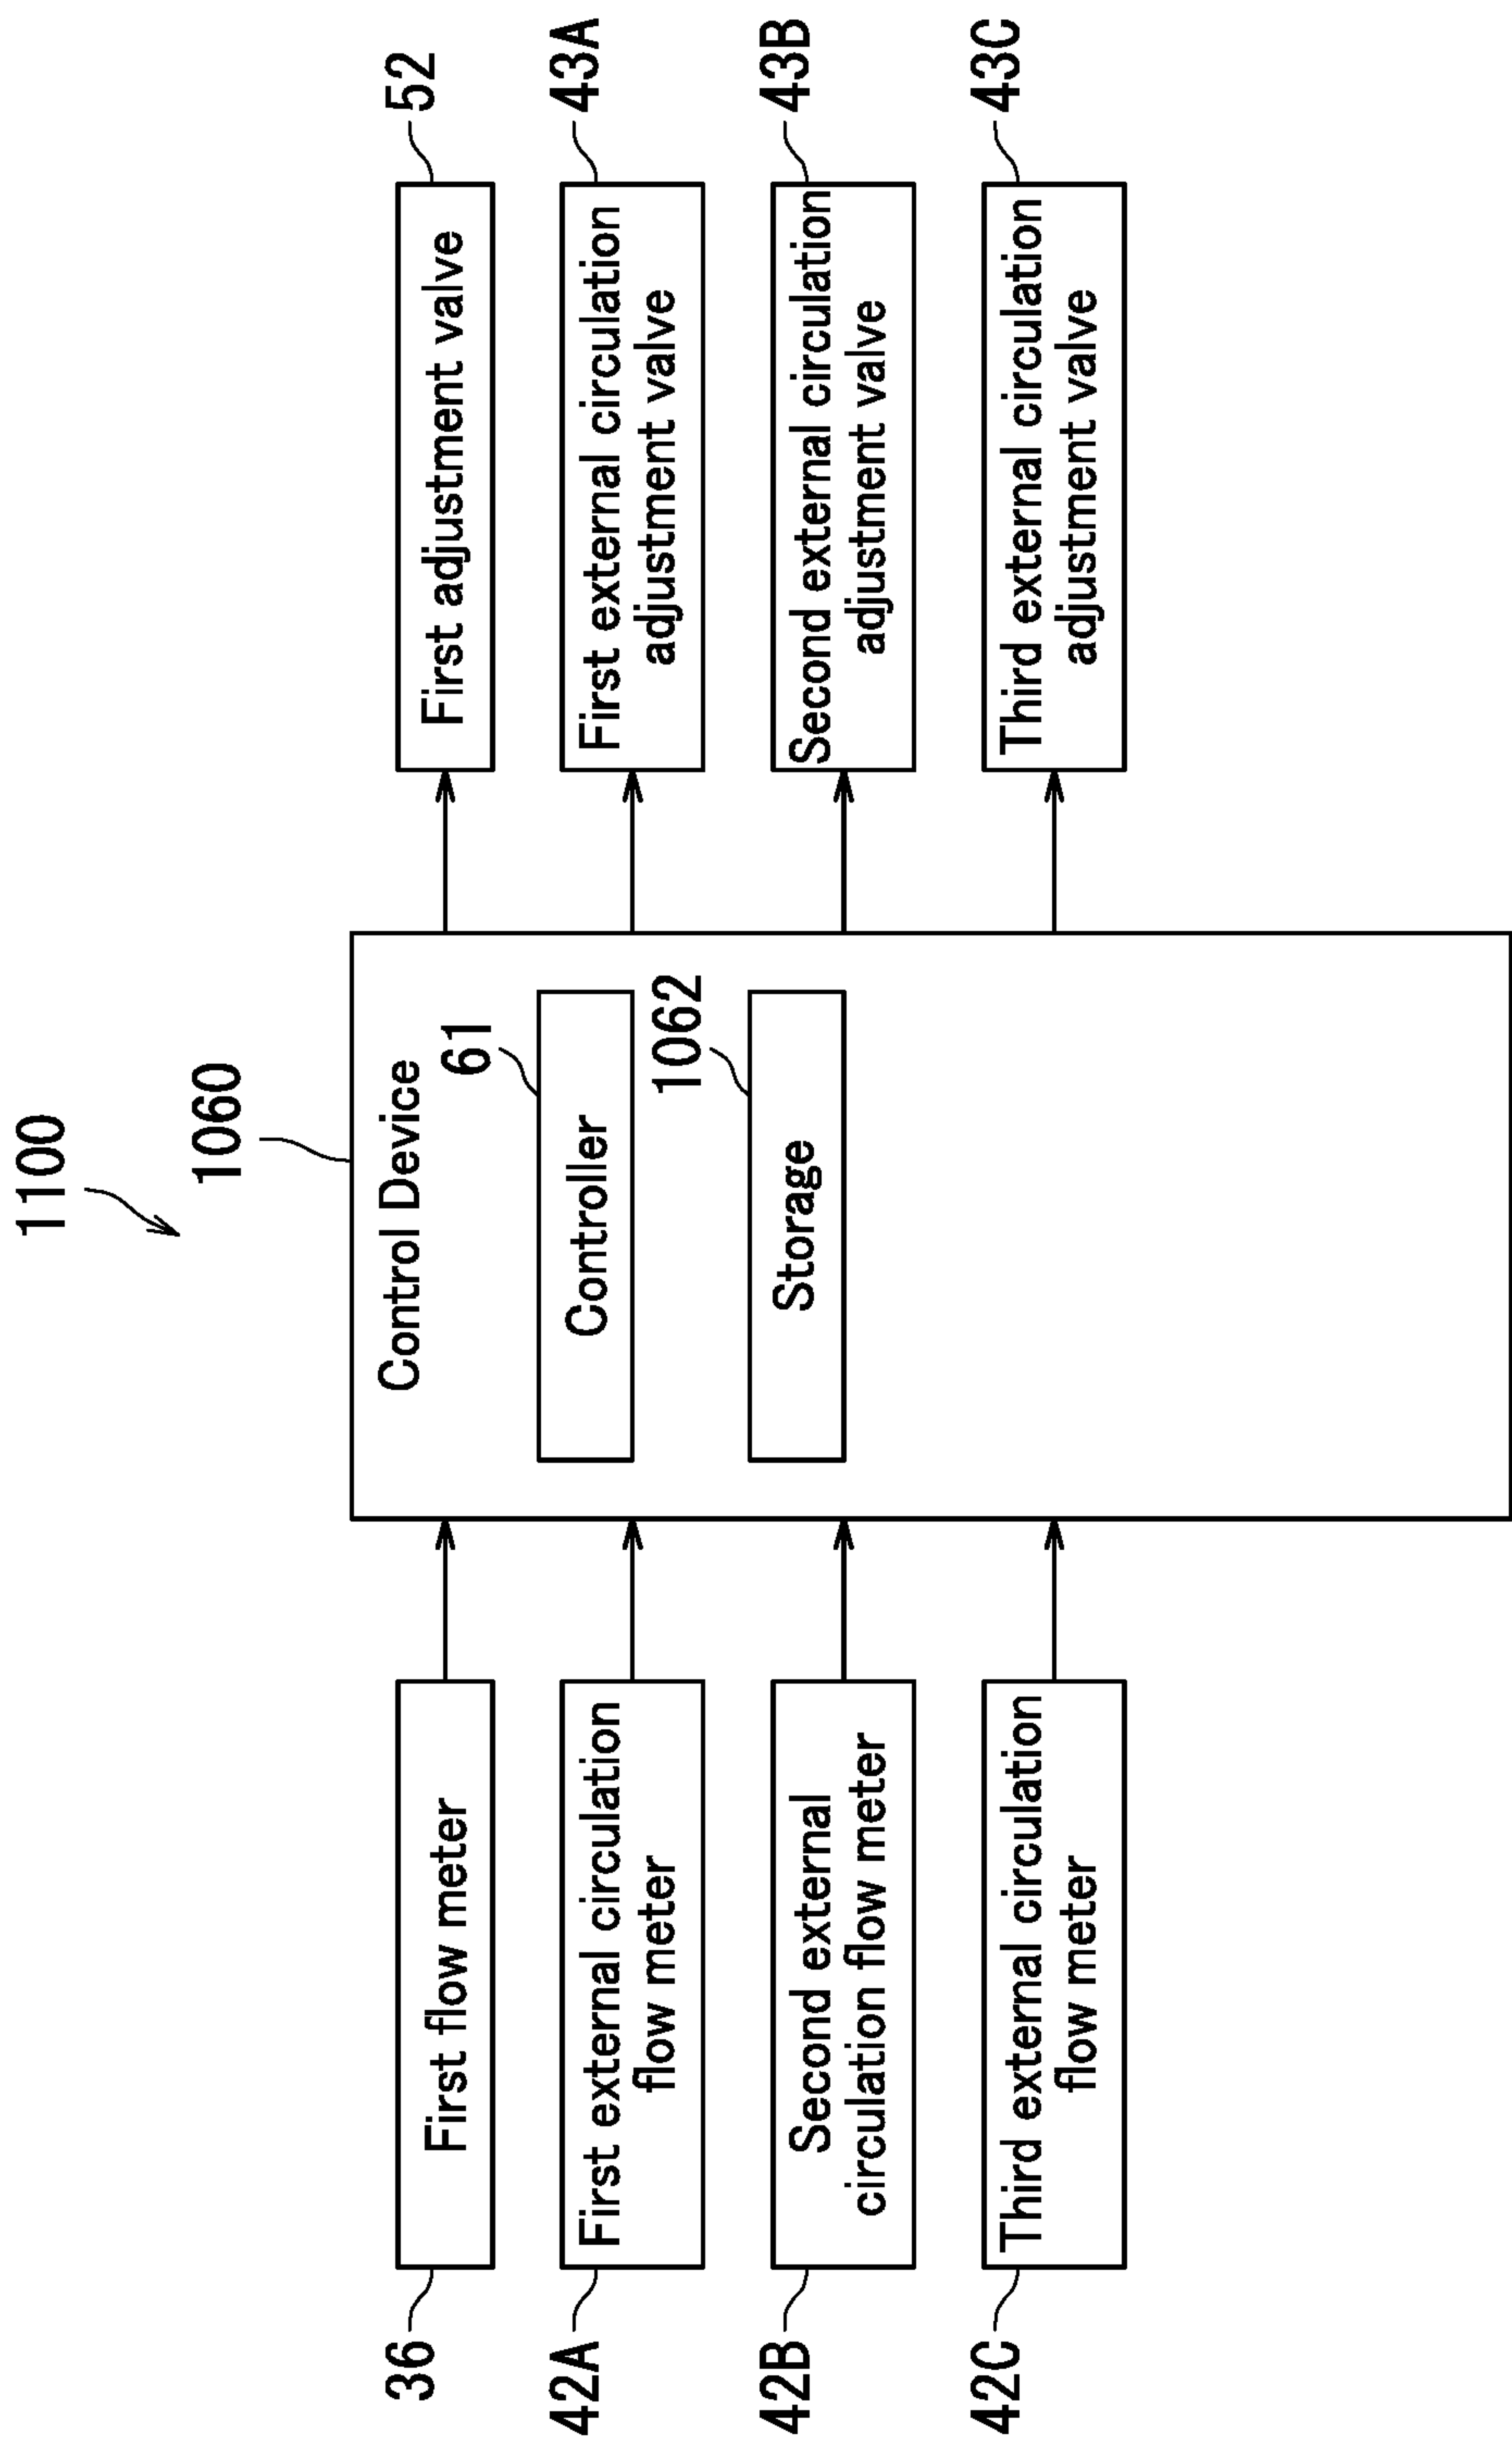 1100
1060
Control Device
61
Controller
1062
Storage
36
First flow meter
42A
First external circulation
flow meter
42B
Second external
circulation flow meter
42C
Third external circulation
flow meter
First adjustment valve
52
First external circulation
adjustment valve
43A
Second external circulation
adjustment valve
43B
Third external circulation
adjustment valve
43C